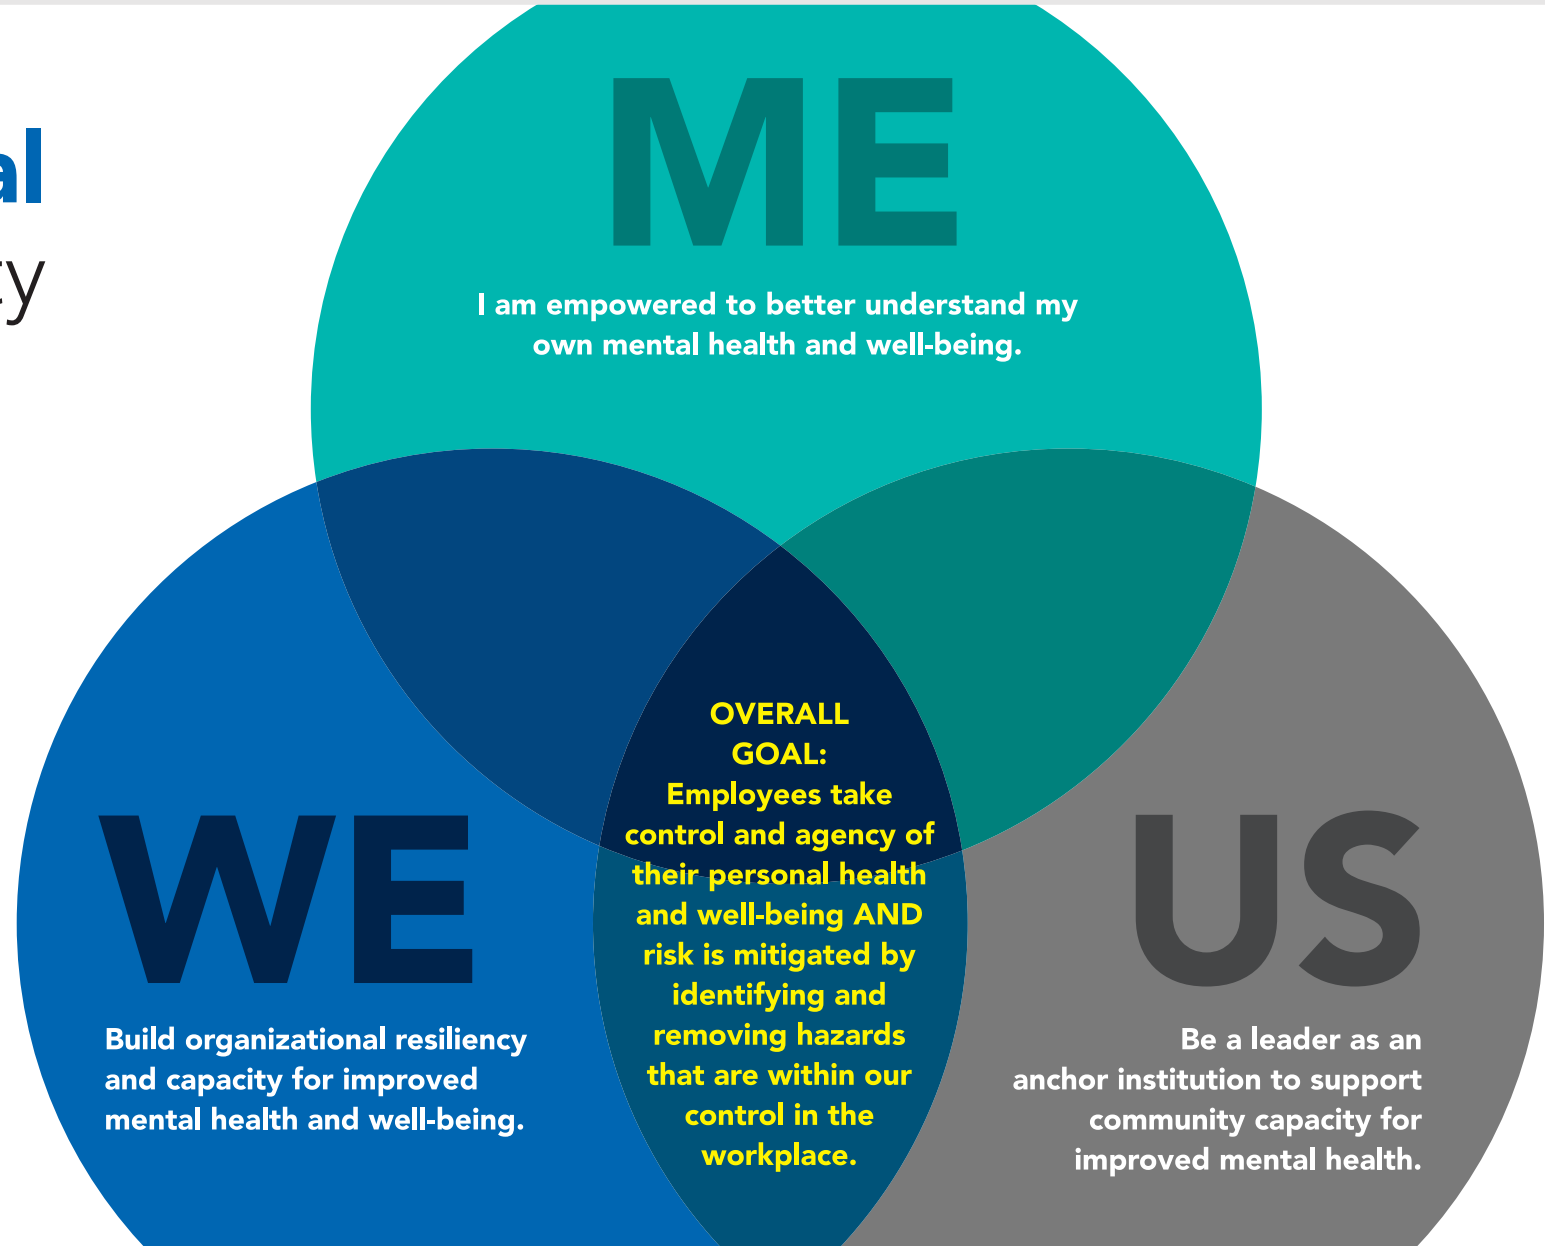 ME
I am empowered to better understand my
own mental health and well-being.
OVERALL
GOAL:
Employees take
control and agency of
their personal health
and well-being AND
risk is mitigated by
identifying and
removing hazards
that are within our
control in the
workplace.
WE
Build organizational resiliency
and capacity for improved
mental health and well-being.
US
Be a leader as an
anchor institution to support
community capacity for
improved mental health.